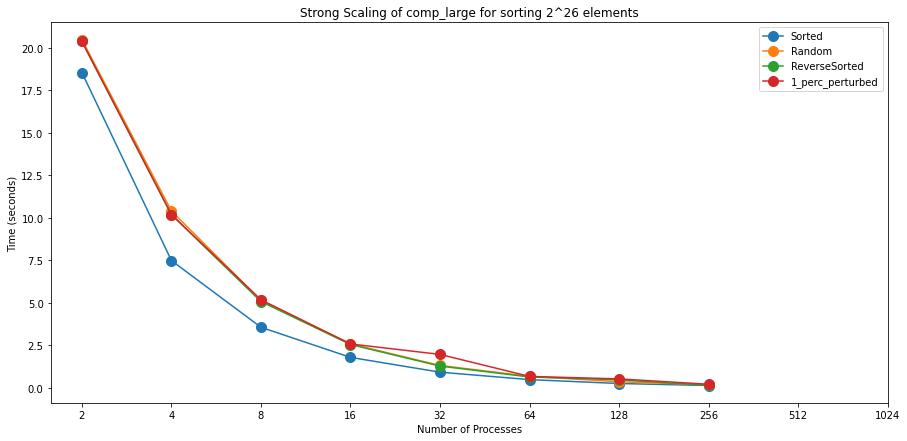 Strong Scaling of comp_large for sorting 2^26 elements
Sorted
Random
ReverseSorted
1_perc_perturbed
Time (seconds)
20.0
17.5
15.0
12.5
10.0
7.5
5.0
2.5
0.0
2 4 8 16 32 64 128 256 512 1024
Number of Processes